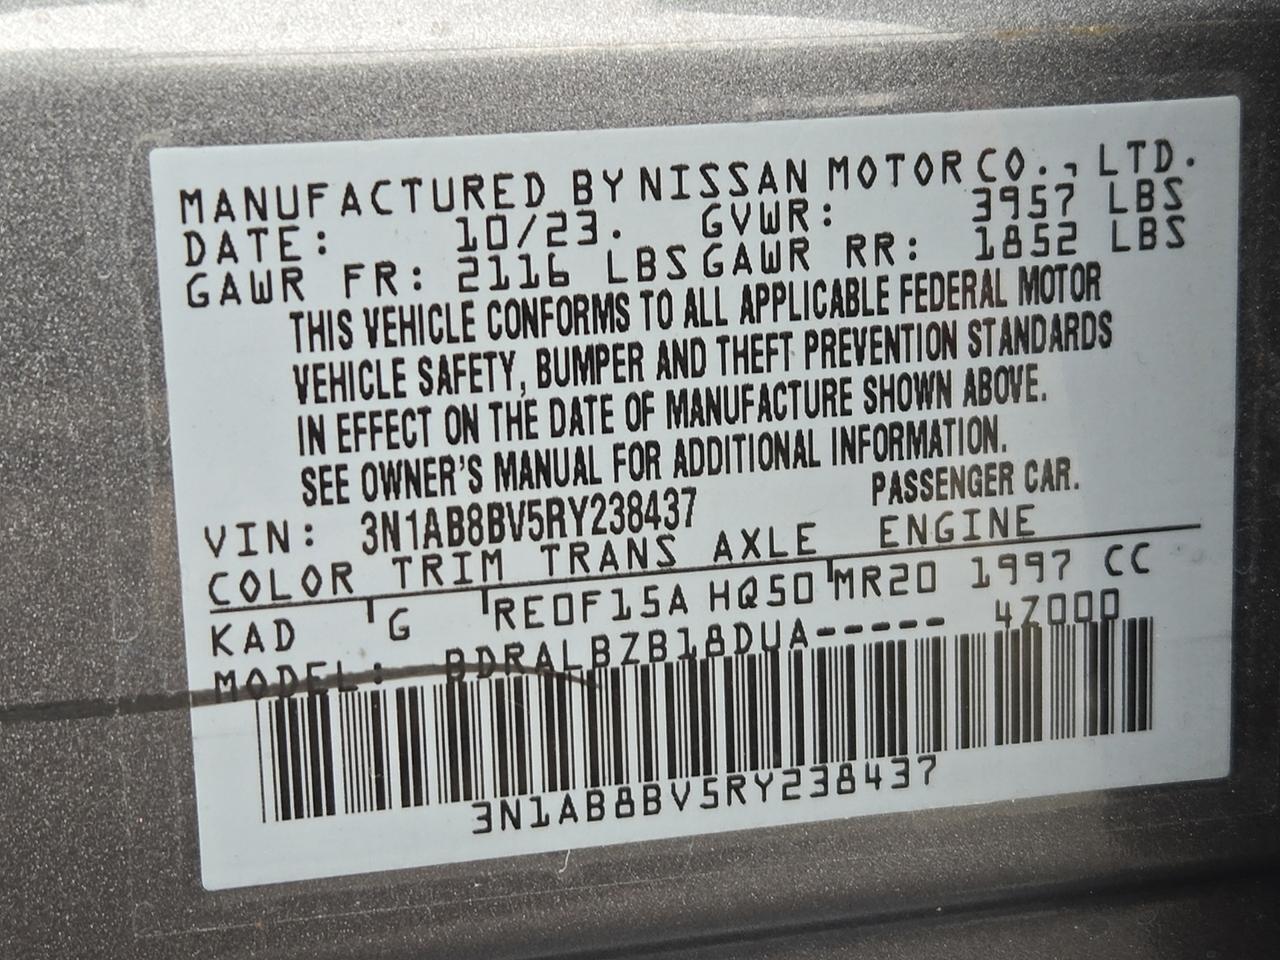 MANUFACTURED BY NISSAN MOTOR CO., LTD.
DATE: 10/23. GVWR: 3957 LBS
GAWR FR: 2116 LBS GAWR RR: 1852 LBS
THIS VEHICLE CONFORMS TO ALL APPLICABLE FEDERAL MOTOR
VEHICLE SAFETY, BUMPER AND THEFT PREVENTION STANDARDS
IN EFFECT ON THE DATE OF MANUFACTURE SHOWN ABOVE.
SEE OWNER'S MANUAL FOR ADDITIONAL INFORMATION.
VIN: 3N1AB8BV5RY238437 PASSENGER CAR.
COLOR TRIM TRANS AXLE ENGINE
KAD G RE0F15A HQ50 MR20 1997 CC
MODEL: BDRALBZB18DUA----- 4Z000
3N1AB8BV5RY238437